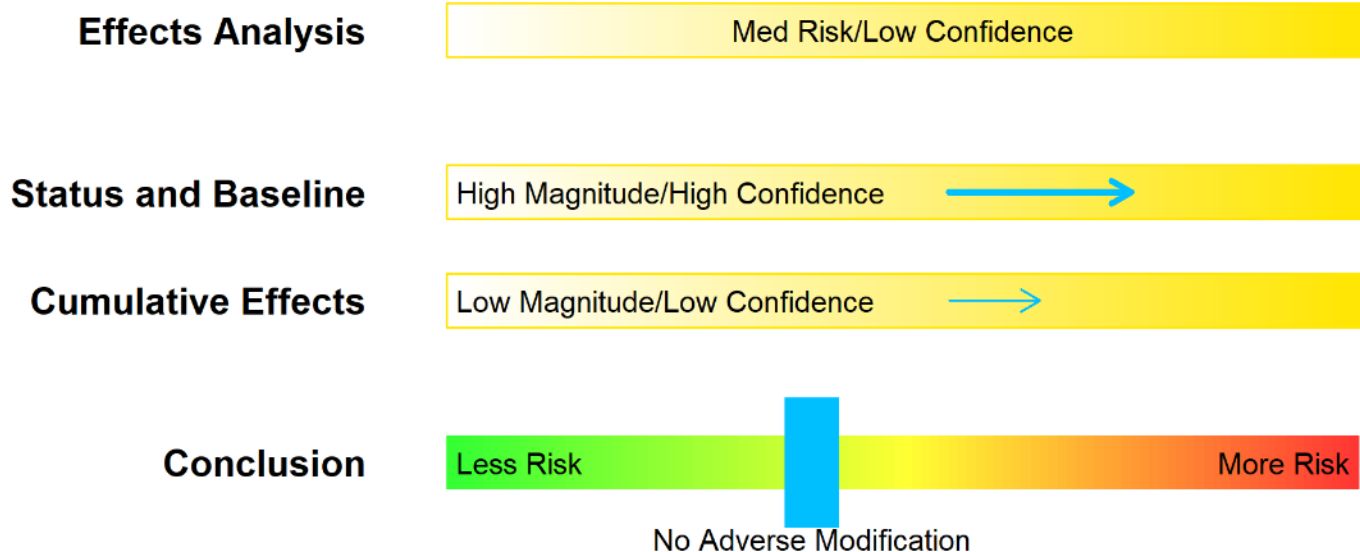 Effects Analysis
Med Risk/Low Confidence
Status and Baseline
High Magnitude/High Confidence
Cumulative Effects
Low Magnitude/Low Confidence
Conclusion
Less Risk
More Risk
No Adverse Modification